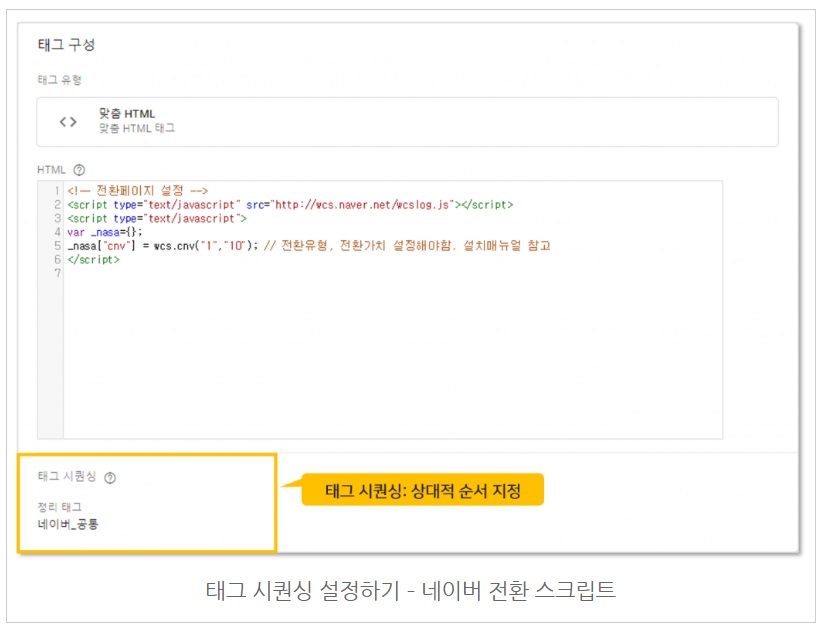 태그 구성
태그 유형
맞춤 HTML
맞춤 HTML 태그
HTML
1 <!-- 전환페이지 설정 -->
2 <script type="text/javascript" src="http://wcs.naver.net/wcslog.js"></script>
3 <script type="text/javascript">
4 var _nasa={};
5 _nasa["cnv"] = wcs.cnv("1","10"); // 전환유형, 전환가치 설정해야함. 설치매뉴얼 참고
6 </script>
7
태그 시퀀싱
정리 태그
네이버_공통
태그 시퀀싱: 상대적 순서 지정
태그 시퀀싱 설정하기 - 네이버 전환 스크립트